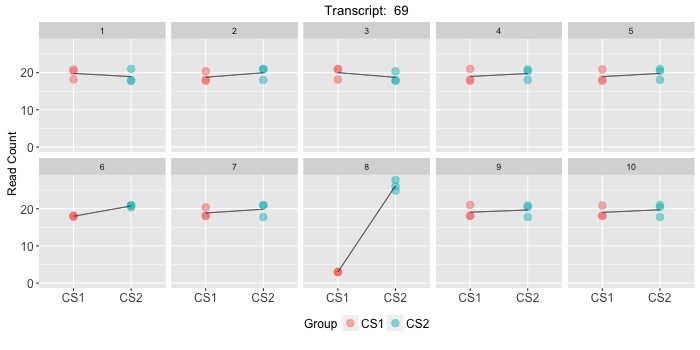 Transcript: 69
1 2 3 4 5
20
10
0
Read Count
6 7 8 9 10
20
10
0
CS1 CS2 CS1 CS2 CS1 CS2 CS1 CS2 CS1 CS2
Group CS1 CS2